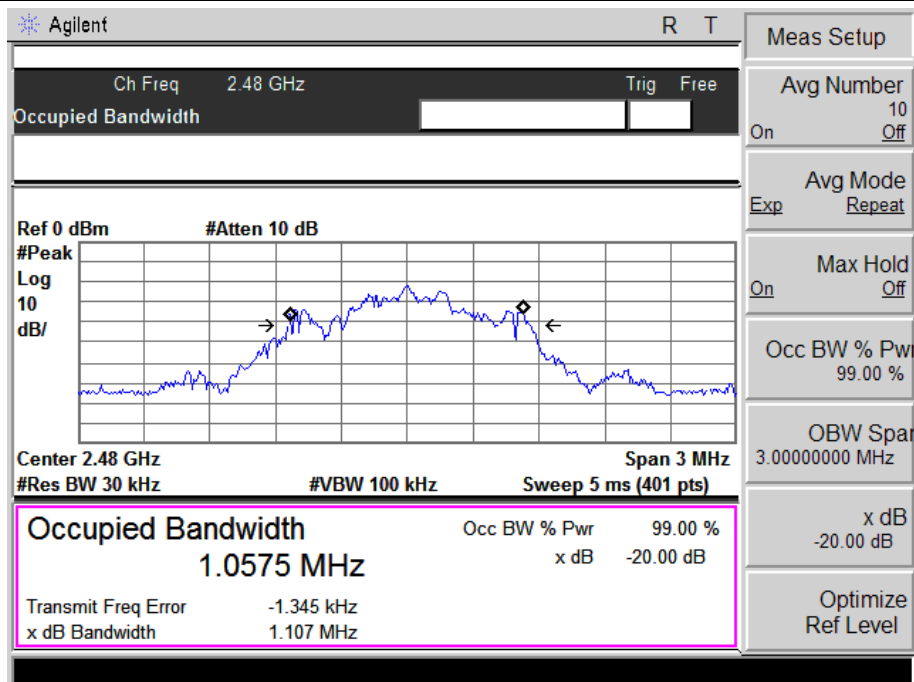 Agilent R T
Ch Freq 2.48 GHz Trig Free
Occupied Bandwidth
Ref 0 dBm #Atten 10 dB
#Peak
Log
10
dB/
Center 2.48 GHz Span 3 MHz
#Res BW 30 kHz #VBW 100 kHz Sweep 5 ms (401 pts)
Occupied Bandwidth
1.0575 MHz
Occ BW % Pwr 99.00 %
x dB -20.00 dB
Transmit Freq Error -1.345 kHz
x dB Bandwidth 1.107 MHz
Meas Setup
Avg Number
10
On Off
Avg Mode
Exp Repeat
Max Hold
On Off
Occ BW % Pwr
99.00 %
OBW Span
3.00000000 MHz
x dB
-20.00 dB
Optimize
Ref Level